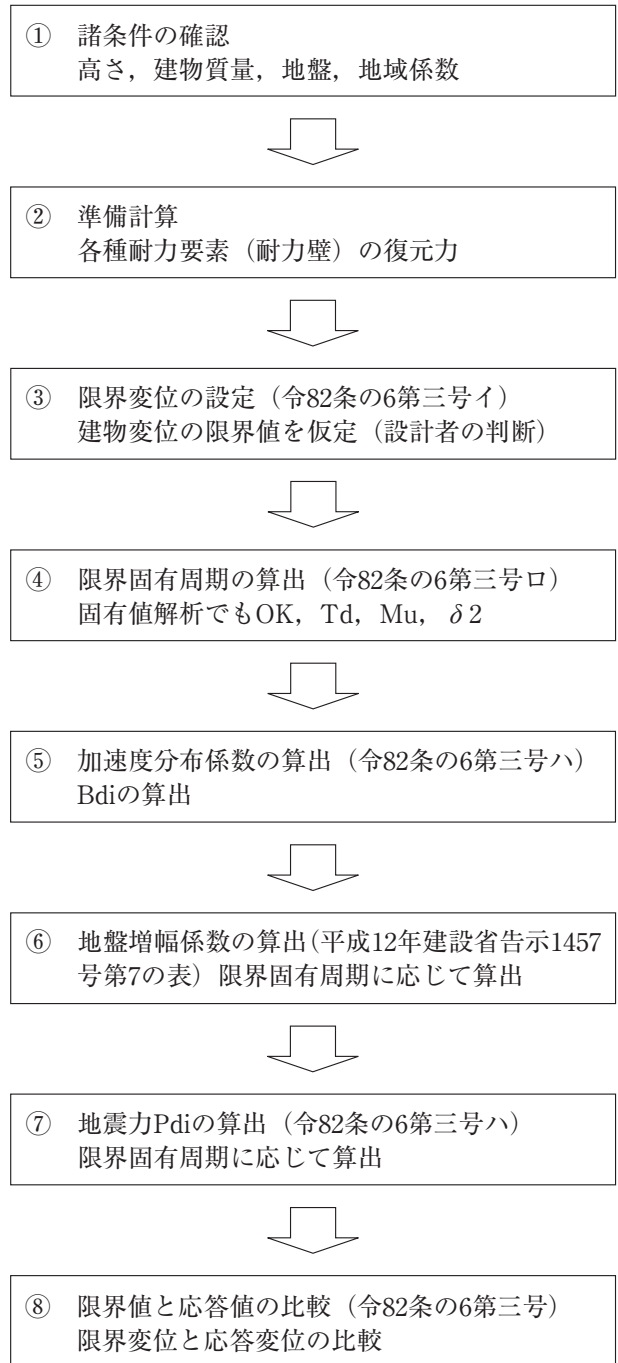 ① 諸条件の確認
高さ，建物質量，地盤，地域係数
② 準備計算
各種耐力要素（耐力壁）の復元力
③ 限界変位の設定（令82条の6第三号イ）
建物変位の限界値を仮定（設計者の判断）
④ 限界固有周期の算出（令82条の6第三号ロ）
固有値解析でもOK，Td，Mu，δ2
⑤ 加速度分布係数の算出（令82条の6第三号ハ）
Bdiの算出
⑥ 地盤増幅係数の算出（平成12年建設省告示1457
号第7の表）限界固有周期に応じて算出
⑦ 地震力Pdiの算出（令82条の6第三号ハ）
限界固有周期に応じて算出
⑧ 限界値と応答値の比較（令82条の6第三号）
限界変位と応答変位の比較